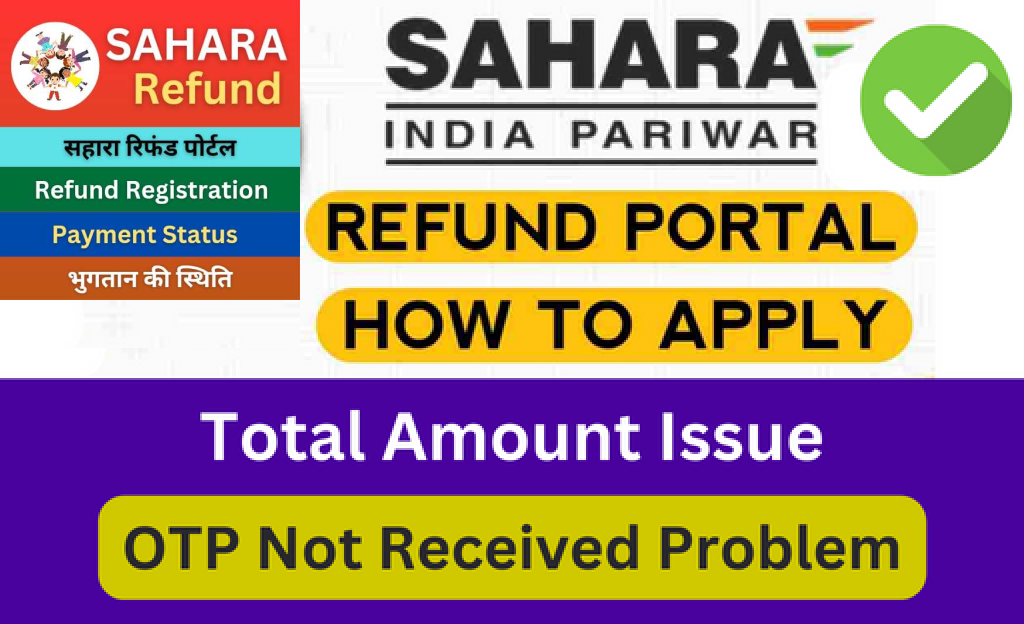 SAHARA
Refund
सहारा रिफंड पोर्टल
Refund Registration
Payment Status
भुगतान की स्थिति
SAHARA
INDIA PARIWAR
REFUND PORTAL
HOW TO APPLY
Total Amount Issue
OTP Not Received Problem